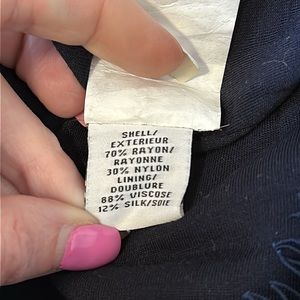 SHELL/
EXTERIEUR
70% RAYON/
RAYONNE
30% NYLON
LINING/
DOUBLURE
88% VISCOSE
12% SILK/SOIE